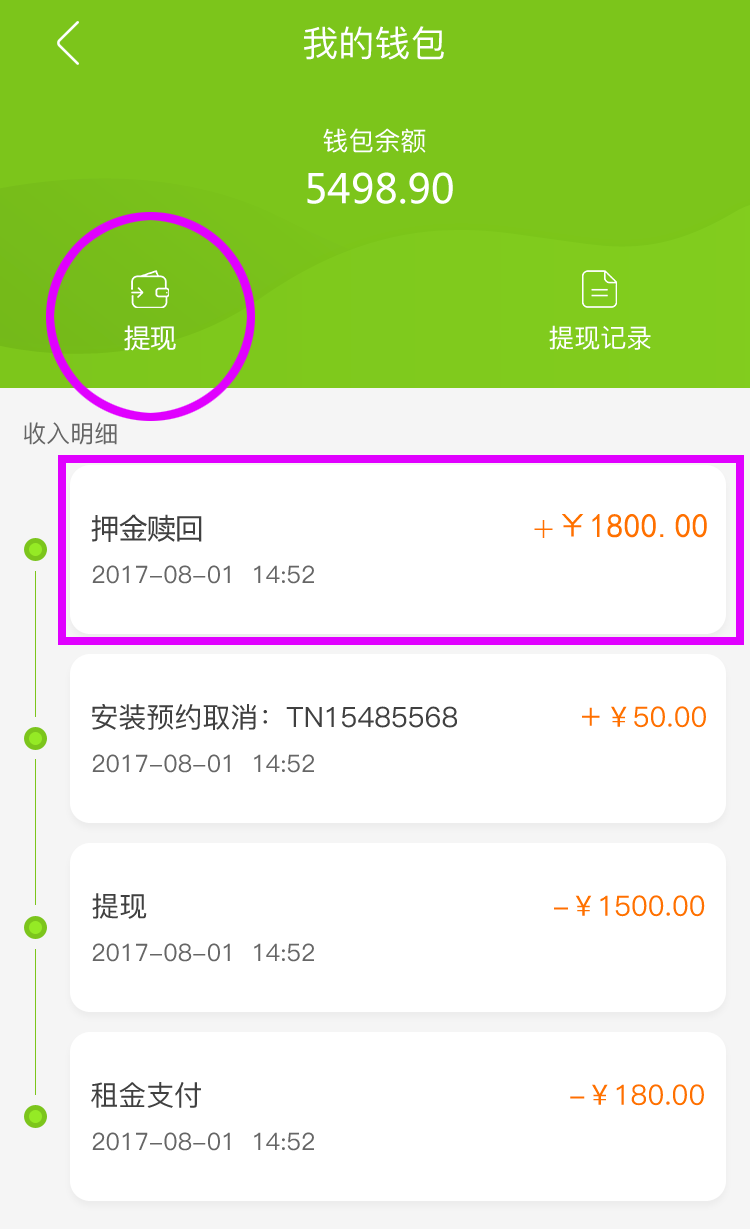 我的钱包
钱包余额
5498.90
提现
提现记录
收入明细
押金赎回
+¥1800.00
2017-08-01 14:52
安装预约取消：TN15485568
+¥50.00
2017-08-01 14:52
提现
-¥1500.00
2017-08-01 14:52
租金支付
-¥180.00
2017-08-01 14:52